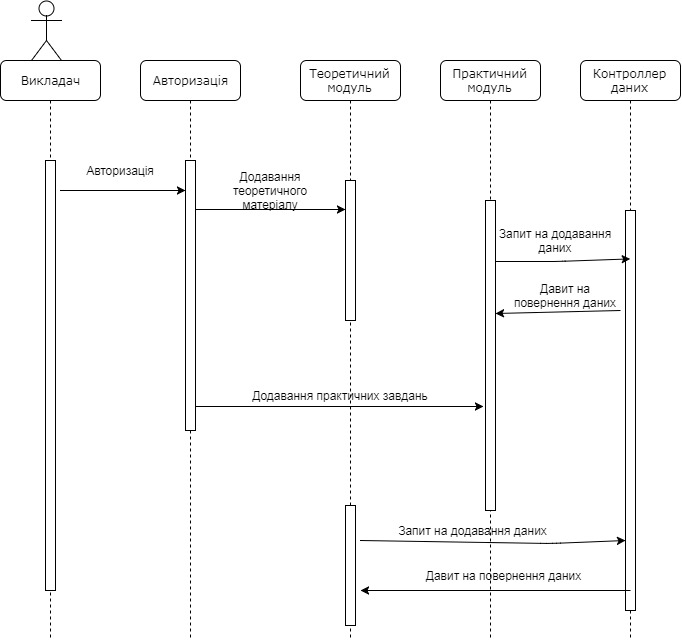 Викладач
Авторизація
Теоретичний
модуль
Практичний
модуль
Контроллер
даних
Авторизація
Додавання
теоретичного
матеріалу
Запит на додавання
даних
Давит на
повернення даних
Додавання практичних завдань
Запит на додавання даних
Давит на повернення даних